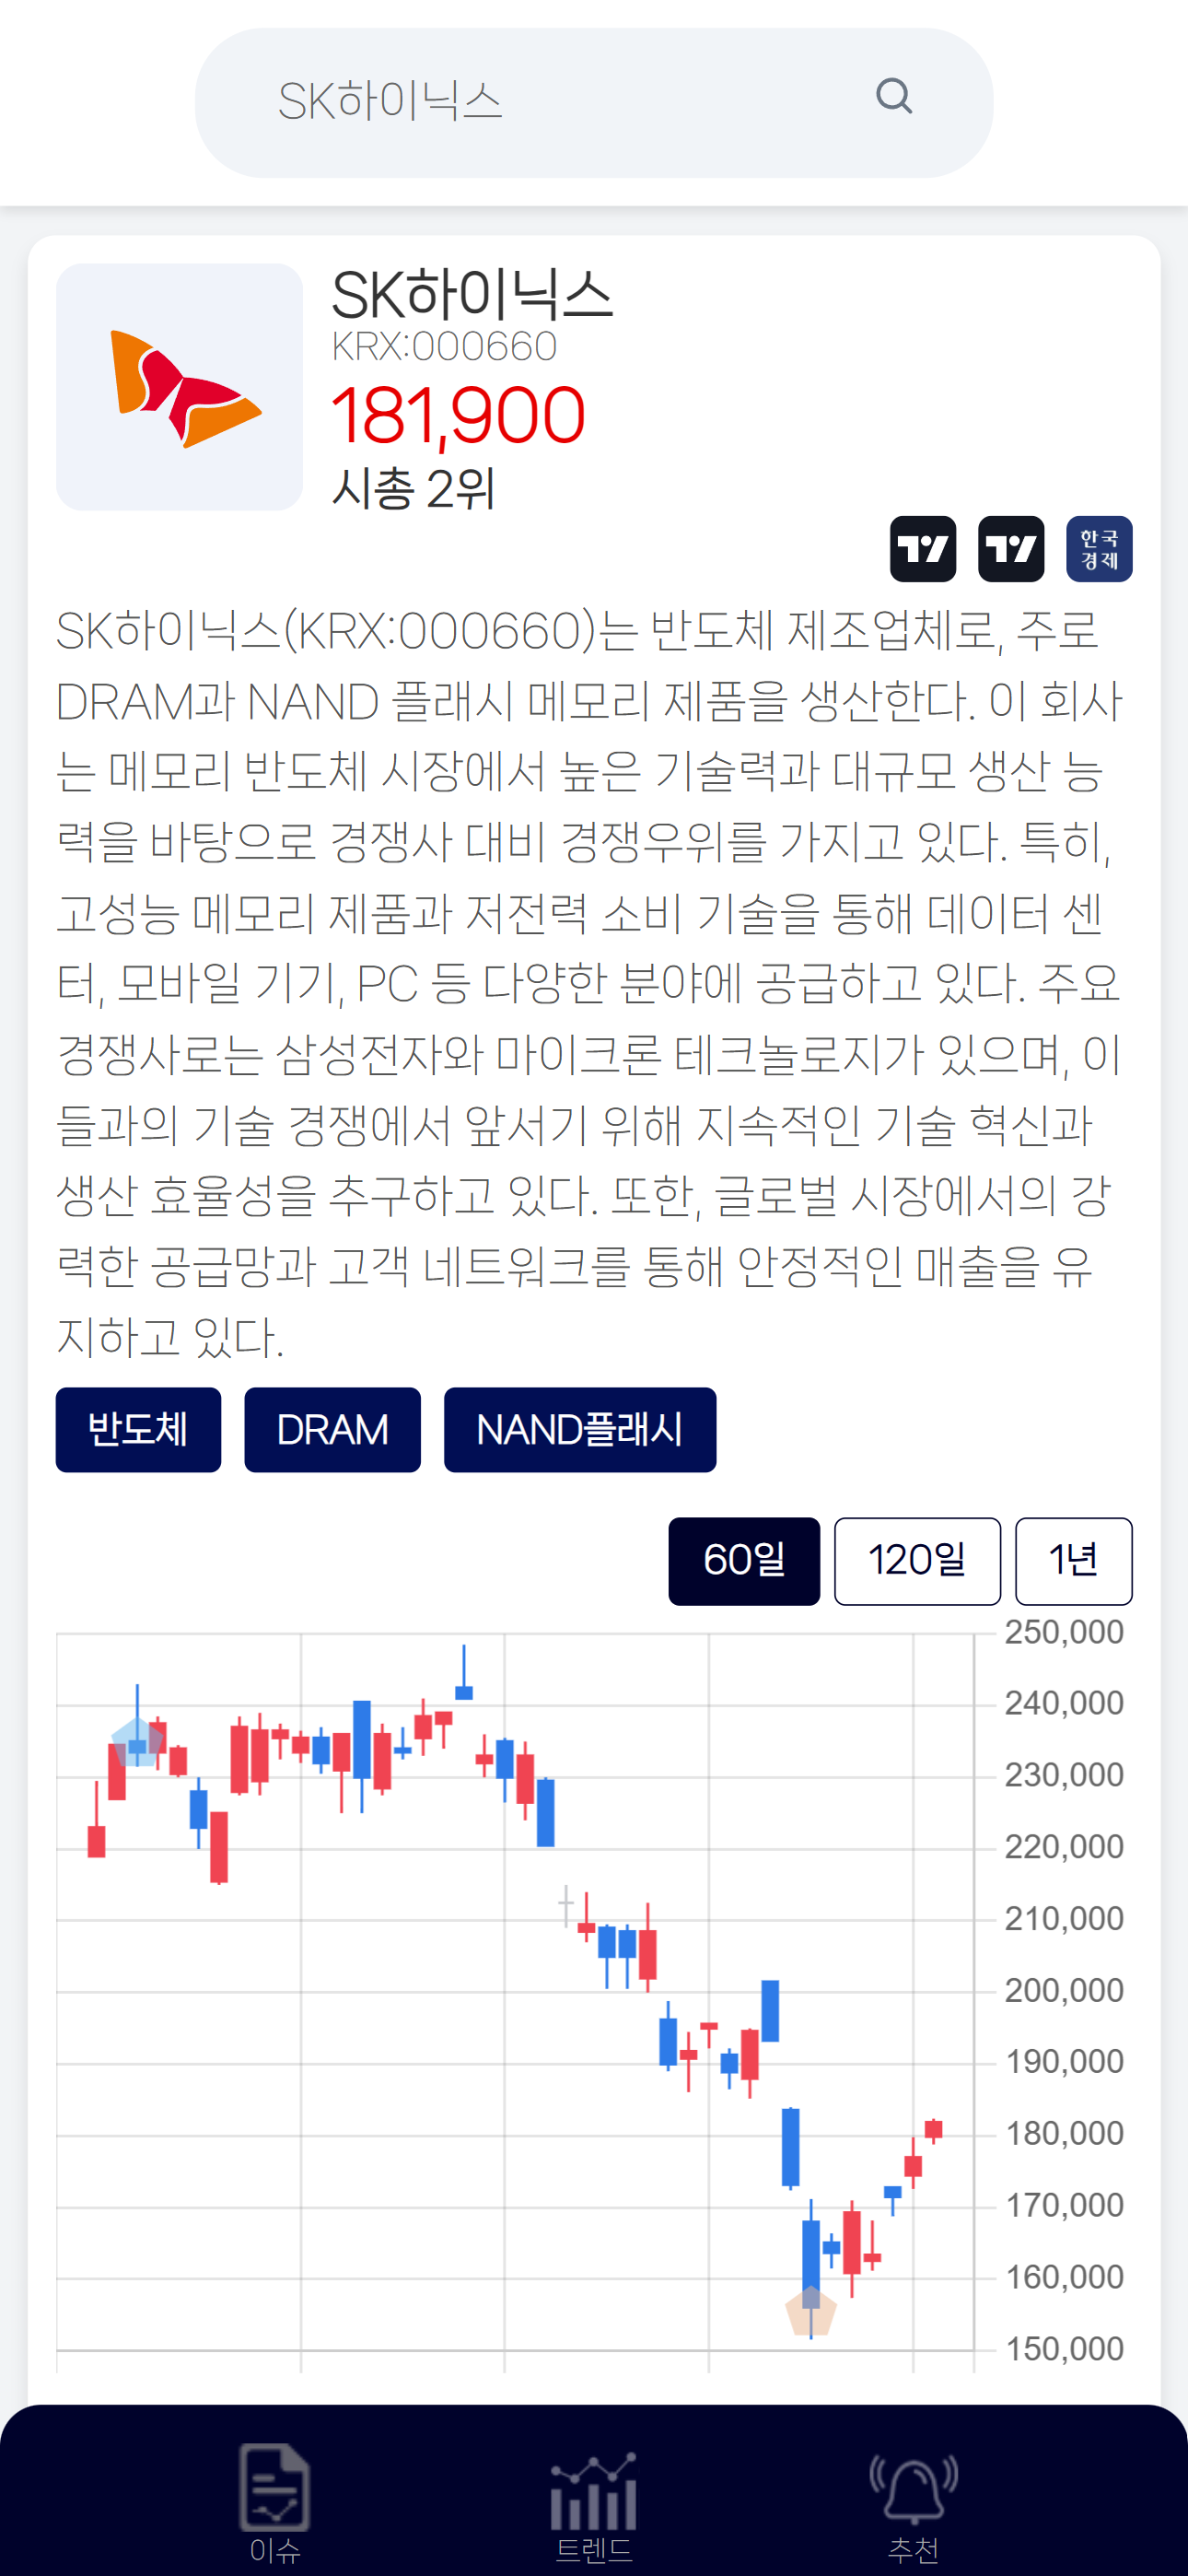 SK하이닉스
SK하이닉스
KRX:000660
181,900
시총 2위
한국
경제
SK하이닉스(KRX:000660)는 반도체 제조업체로, 주로
DRAM과 NAND 플래시 메모리 제품을 생산한다. 이 회사
는 메모리 반도체 시장에서 높은 기술력과 대규모 생산 능
력을 바탕으로 경쟁사 대비 경쟁우위를 가지고 있다. 특히,
고성능 메모리 제품과 저전력 소비 기술을 통해 데이터 센
터, 모바일 기기, PC 등 다양한 분야에 공급하고 있다. 주요
경쟁사로는 삼성전자와 마이크론 테크놀로지가 있으며, 이
들과의 기술 경쟁에서 앞서기 위해 지속적인 기술 혁신과
생산 효율성을 추구하고 있다. 또한, 글로벌 시장에서의 강
력한 공급망과 고객 네트워크를 통해 안정적인 매출을 유
지하고 있다.
반도체 DRAM NAND플래시
60일 120일 1년
250,000
240,000
230,000
220,000
210,000
200,000
190,000
180,000
170,000
160,000
150,000
이슈 트렌드 추천